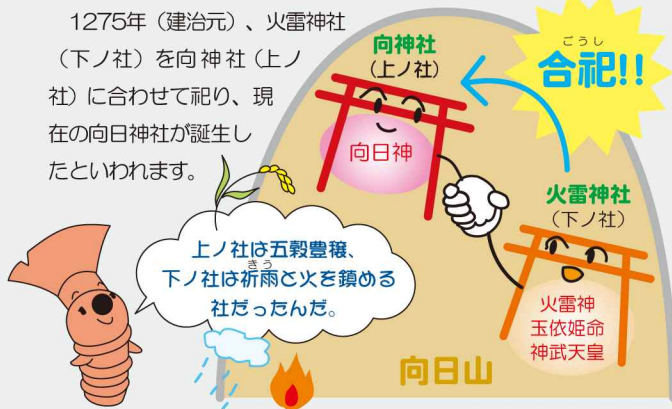 1275年（建治元）、火雷神社
（下ノ社）を向神社（上ノ
社）に合わせて祀り、現
在の向日神社が誕生し
たといわれます。
向神社
（上ノ社）
向日神
ごうし
合祀!!
火雷神社
（下ノ社）
火雷神
玉依姫命
神武天皇
上ノ社は五穀豊穣、
きう
下ノ社は祈雨と火を鎮める
社だったんだ。
向日山